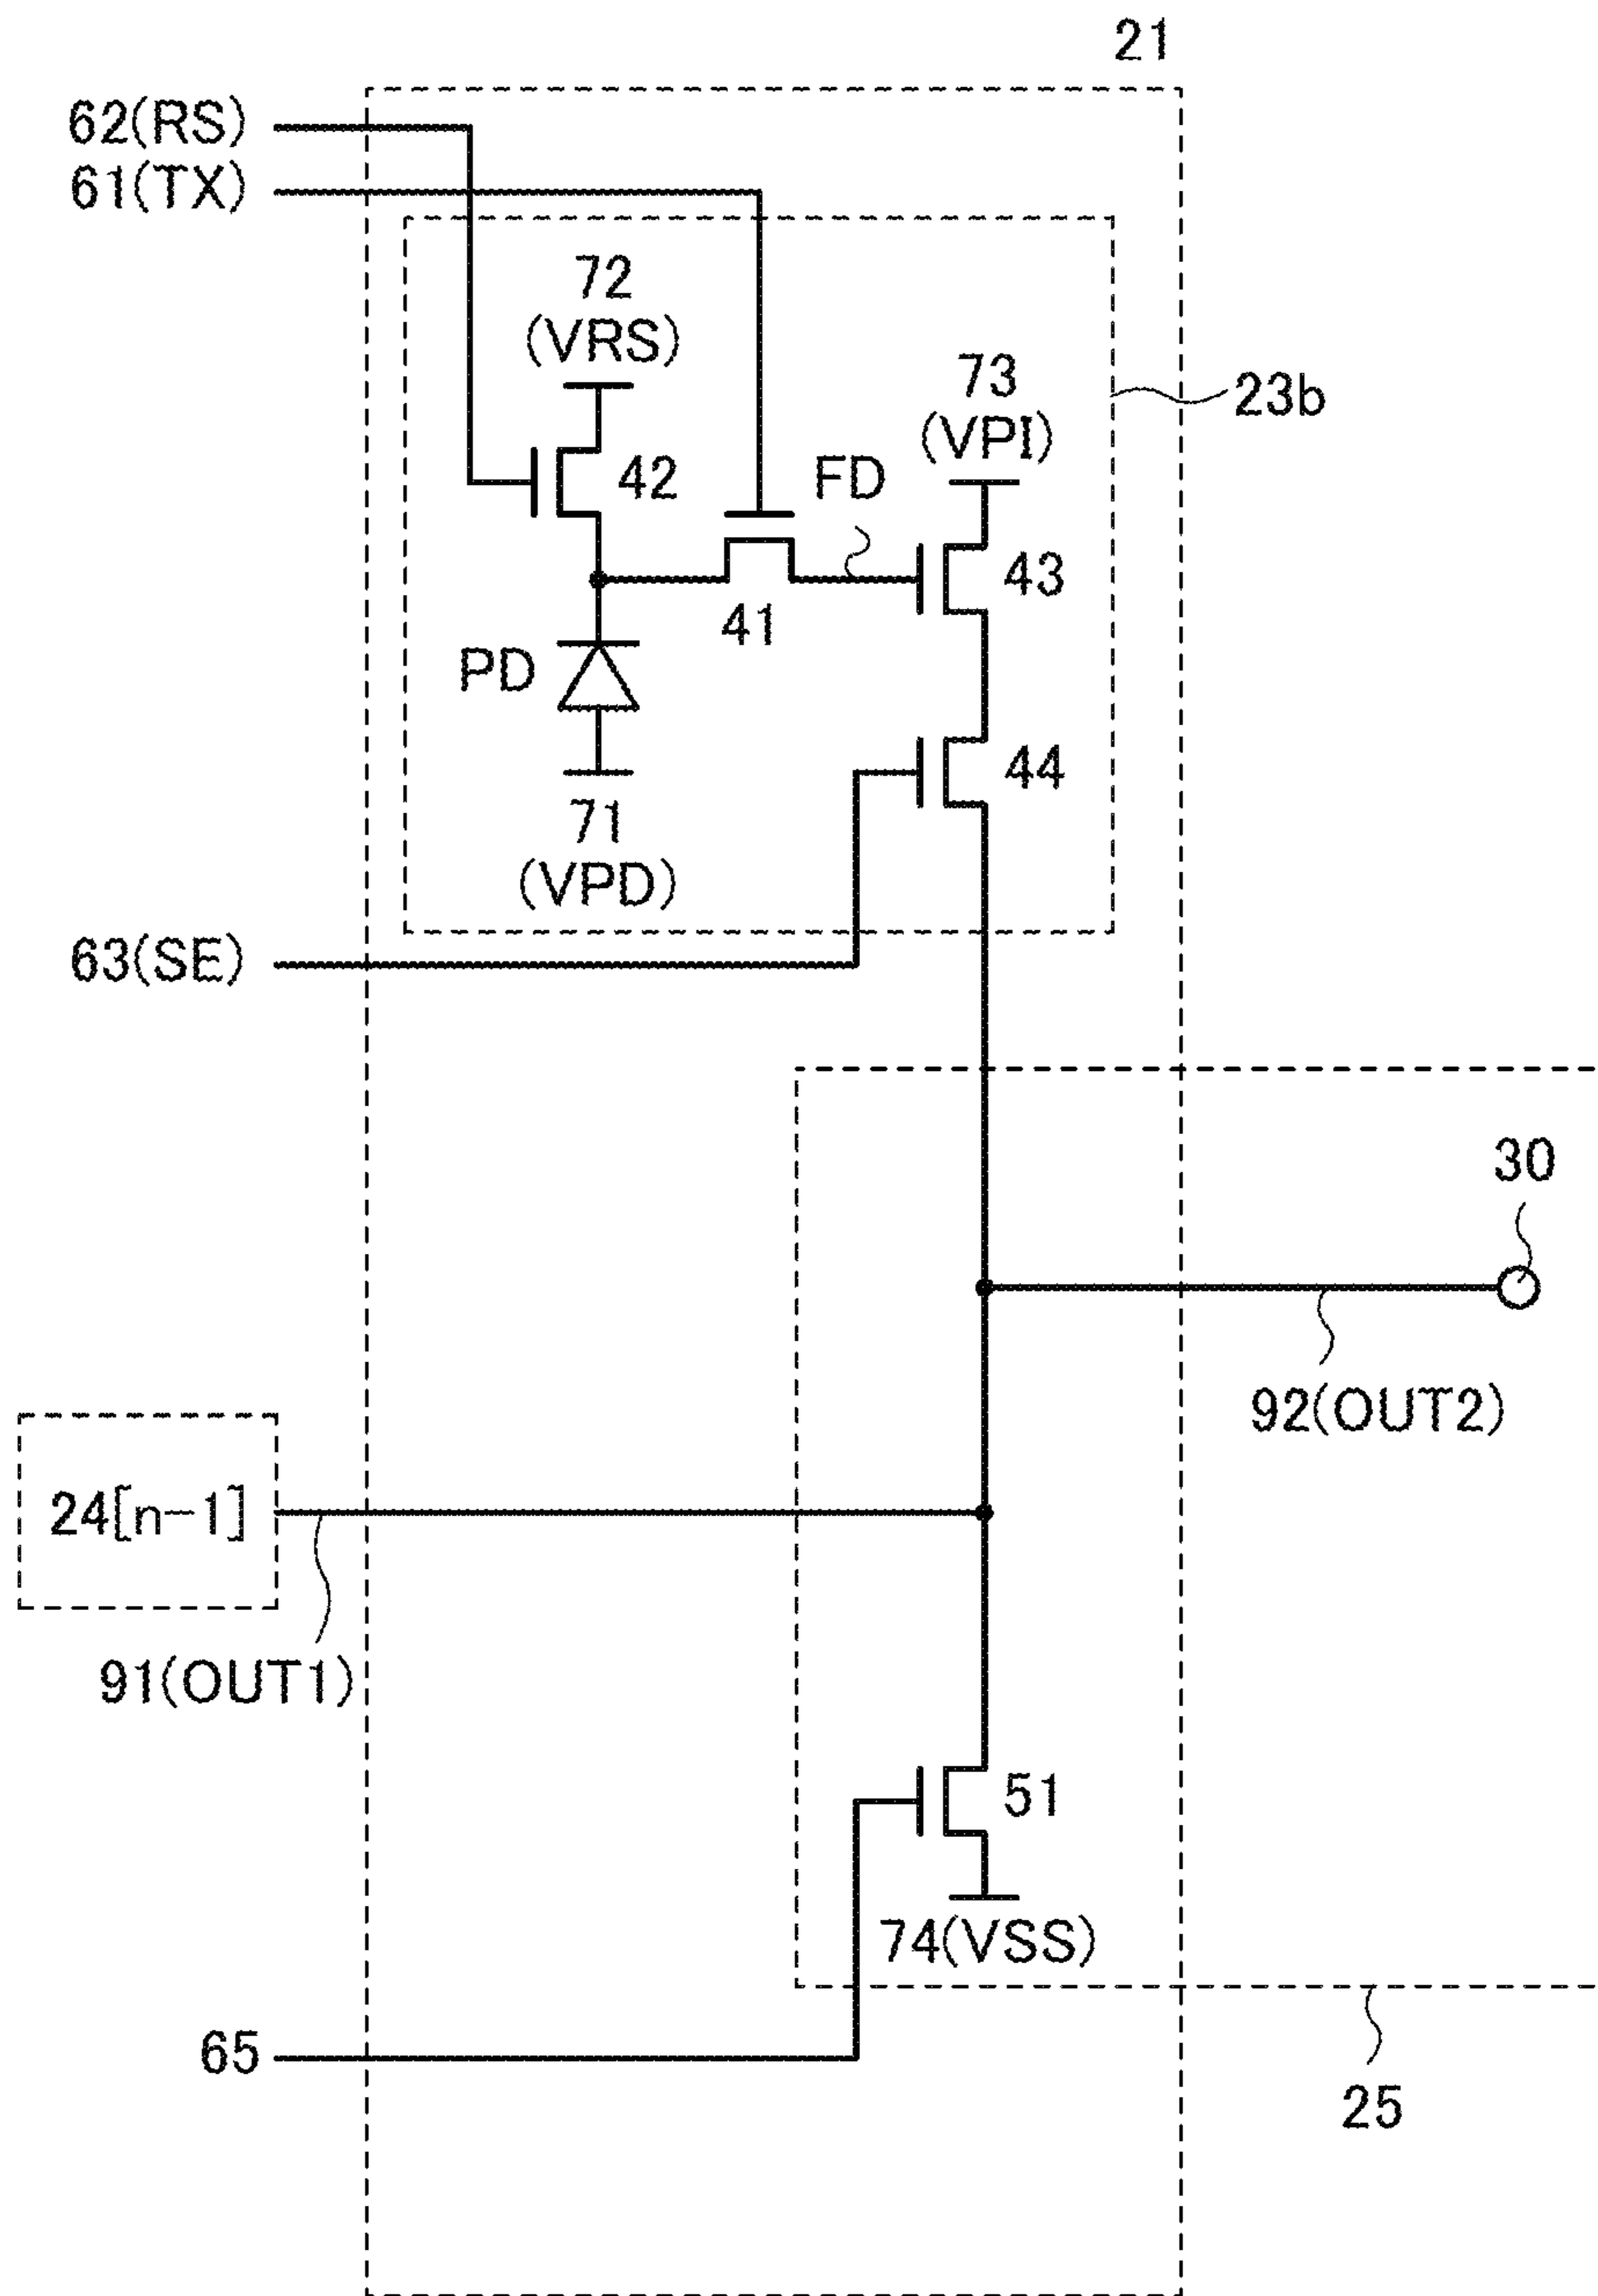 21
62(RS)
61(TX)
72
(VRS)
73
(VPI)
23b
42
FD
43
41
PD
44
71
(VPD)
63(SE)
30
92(OUT2)
24[n-1]
91(OUT1)
51
74(VSS)
65
25